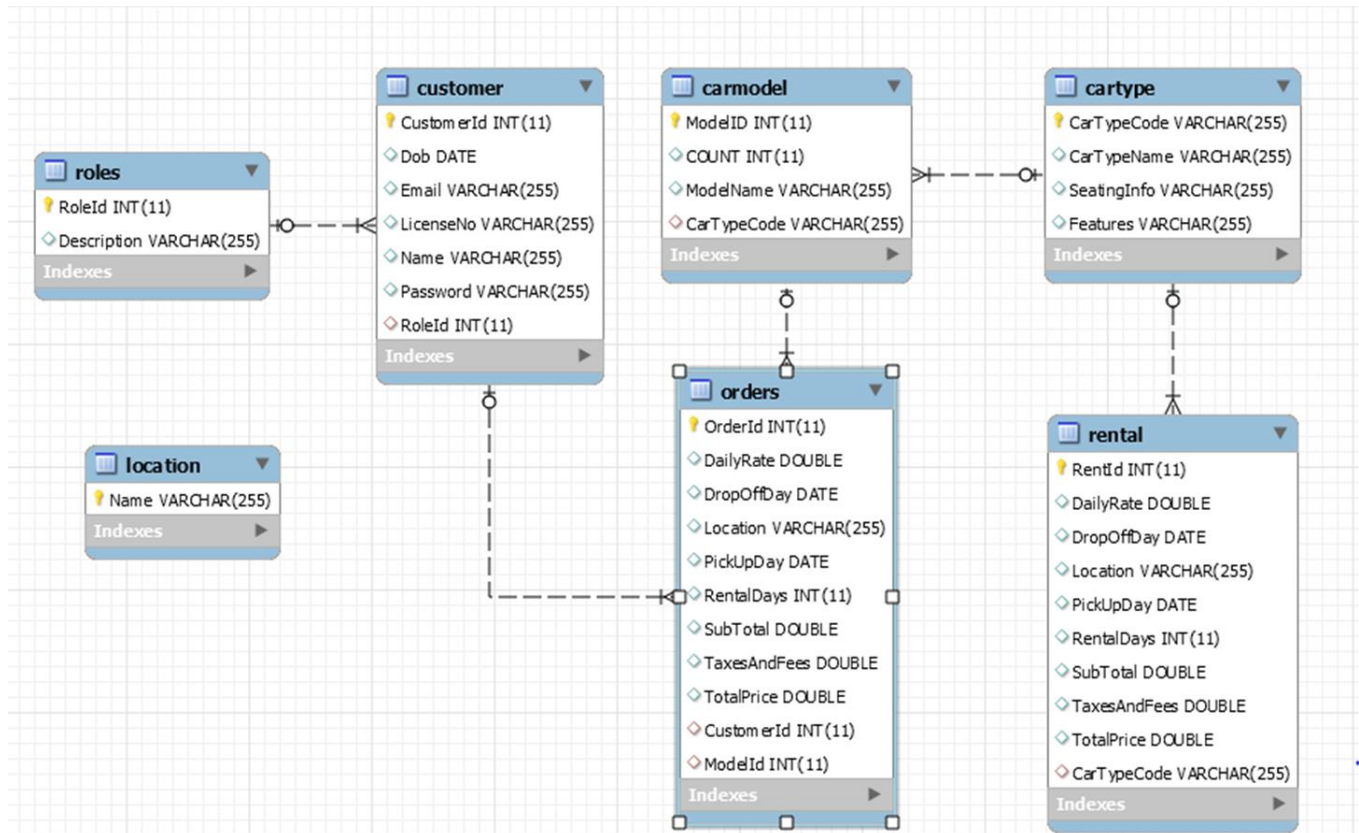 roles
RoleId INT(11)
Description VARCHAR(255)
Indexes
customer
CustomerId INT(11)
Dob DATE
Email VARCHAR(255)
LicenseNo VARCHAR(255)
Name VARCHAR(255)
Password VARCHAR(255)
RoleId INT(11)
Indexes
carmodel
ModelID INT(11)
COUNT INT(11)
ModelName VARCHAR(255)
CarTypeCode VARCHAR(255)
Indexes
cartype
CarTypeCode VARCHAR(255)
CarTypeName VARCHAR(255)
SeatingInfo VARCHAR(255)
Features VARCHAR(255)
Indexes
location
Name VARCHAR(255)
Indexes
orders
OrderId INT(11)
DailyRate DOUBLE
DropOffDay DATE
Location VARCHAR(255)
PickUpDay DATE
RentalDays INT(11)
SubTotal DOUBLE
TaxesAndFees DOUBLE
TotalPrice DOUBLE
CustomerId INT(11)
ModelId INT(11)
Indexes
rental
RentId INT(11)
DailyRate DOUBLE
DropOffDay DATE
Location VARCHAR(255)
PickUpDay DATE
RentalDays INT(11)
SubTotal DOUBLE
TaxesAndFees DOUBLE
TotalPrice DOUBLE
CarTypeCode VARCHAR(255)
Indexes